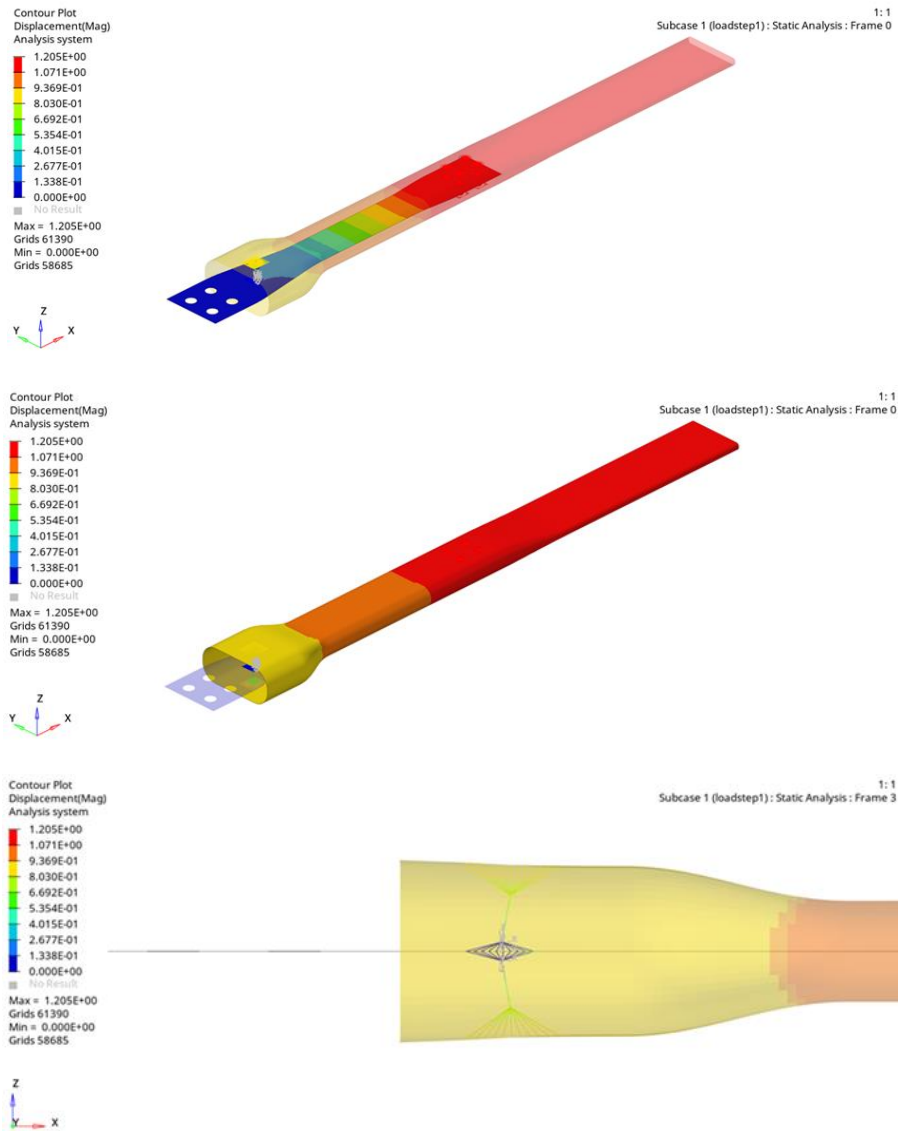 Contour Plot
Displacement(Mag)
Analysis system
1.205E+00
1.071E+00
9.369E-01
8.030E-01
6.692E-01
5.354E-01
4.015E-01
2.677E-01
1.338E-01
0.000E+00
No Result
Max = 1.205E+00
Grids 61390
Min = 0.000E+00
Grids 58685
1: 1
Subcase 1 (loadstep1) : Static Analysis : Frame 0
Z
Y
X
Contour Plot
Displacement(Mag)
Analysis system
1.205E+00
1.071E+00
9.369E-01
8.030E-01
6.692E-01
5.354E-01
4.015E-01
2.677E-01
1.338E-01
0.000E+00
No Result
Max = 1.205E+00
Grids 61390
Min = 0.000E+00
Grids 58685
1: 1
Subcase 1 (loadstep1) : Static Analysis : Frame 0
Z
Y
X
Contour Plot
Displacement(Mag)
Analysis system
1.205E+00
1.071E+00
9.369E-01
8.030E-01
6.692E-01
5.354E-01
4.015E-01
2.677E-01
1.338E-01
0.000E+00
No Result
Max = 1.205E+00
Grids 61390
Min = 0.000E+00
Grids 58685
1: 1
Subcase 1 (loadstep1) : Static Analysis : Frame 3
Z
Y
X